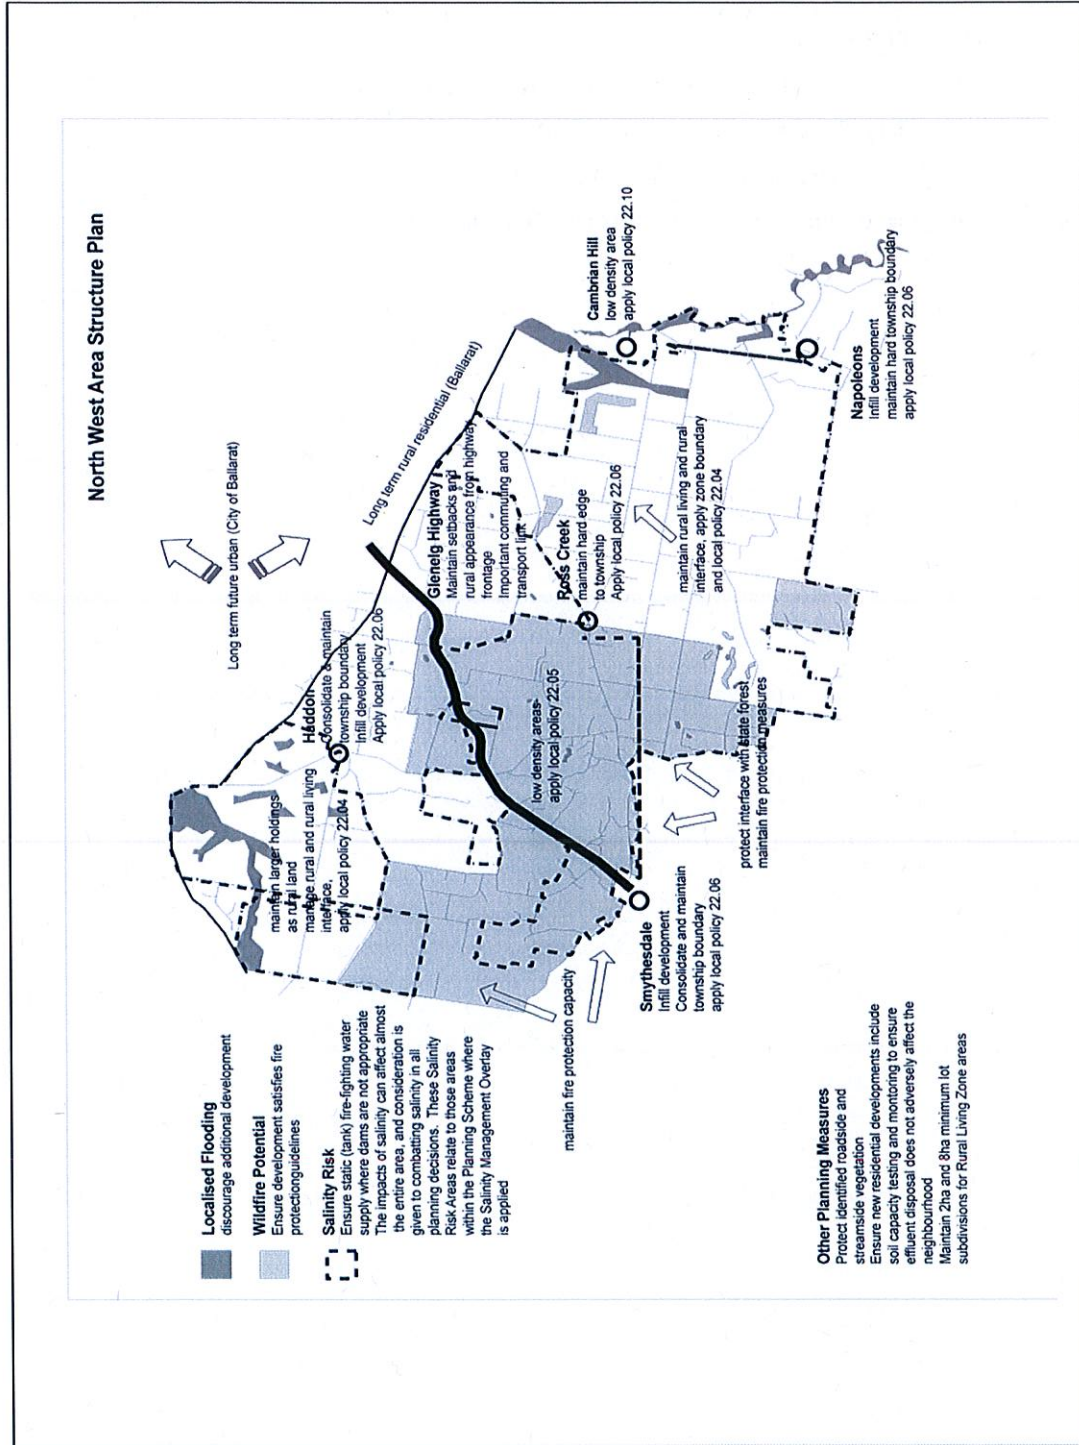 North West Area Structure Plan
Localised Flooding
discourage additional development
Wildfire Potential
Ensure development satisfies fire
protectionguidelines
Salinity Risk
Ensure static (tank) fire-fighting water
supply where dams are not appropriate
The impacts of salinity can affect almost
the entire area, and consideration is
given to combatting salinity in all
planning decisions. These Salinity
Risk Areas relate to those areas
within the Planning Scheme where
the Salinity Management Overlay
is applied
maintain fire protection capacity
maintain larger holdings
as rural land
manage rural and rural living
interface,
apply local policy 22.04
Haddon
Consolidate & maintain
township boundary
Infill development
Apply local policy 22.06
Long term future urban (City of Ballarat)
Long term rural residential (Ballarat)
Glenelg Highway
Maintain setbacks and
rural appearance from highway
frontage
Important commuting and
transport link
low density areas-
apply local policy 22.05
Ross Creek
maintain hard edge
to township
Apply local policy 22.06
Cambrian Hill
low density area
apply local policy 22.10
maintain rural living and rural
interface, apply zone boundary
and local policy 22.04
Smythesdale
Infill development
Consolidate and maintain
township boundary
apply local policy 22.06
protect interface with state forest
maintain fire protection measures
Napoleons
Infill development
maintain hard township boundary
apply local policy 22.06
Other Planning Measures
Protect identified roadside and
streamside vegetation
Ensure new residential developments include
soil capacity testing and montoring to ensure
effluent disposal does not adversely affect the
neighbourhood
Maintain 2ha and 8ha minimum lot
subdivisions for Rural Living Zone areas